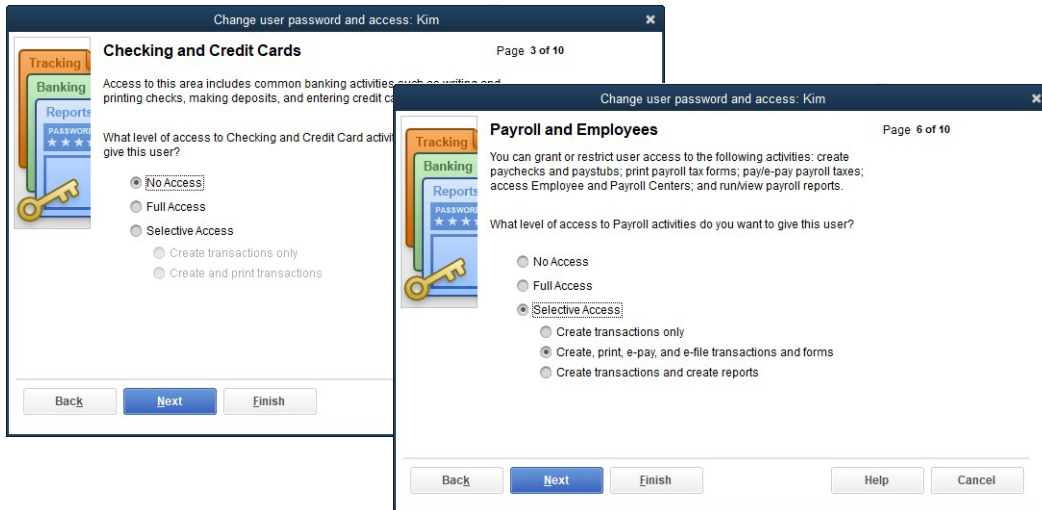 Change user password and access: Kim
Tracking
Banking
Reports
PASSWOR
Checking and Credit Cards
Page 3 of 10
Access to this area includes common banking activities such as writing and
printing checks, making deposits, and entering credit ca
What level of access to Checking and Credit Card activit
give this user?
No Access
Full Access
Selective Access
Create transactions only
Create and print transactions
Back
Next
Finish
Change user password and access: Kim
Tracking
Banking
Reports
PASSWOR
Payroll and Employees
Page 6 of 10
You can grant or restrict user access to the following activities: create
paychecks and paystubs; print payroll tax forms; pay/e-pay payroll taxes;
access Employee and Payroll Centers; and run/view payroll reports.
What level of access to Payroll activities do you want to give this user?
No Access
Full Access
Selective Access
Create transactions only
Create, print, e-pay, and e-file transactions and forms
Create transactions and create reports
Back
Next
Finish
Help
Cancel